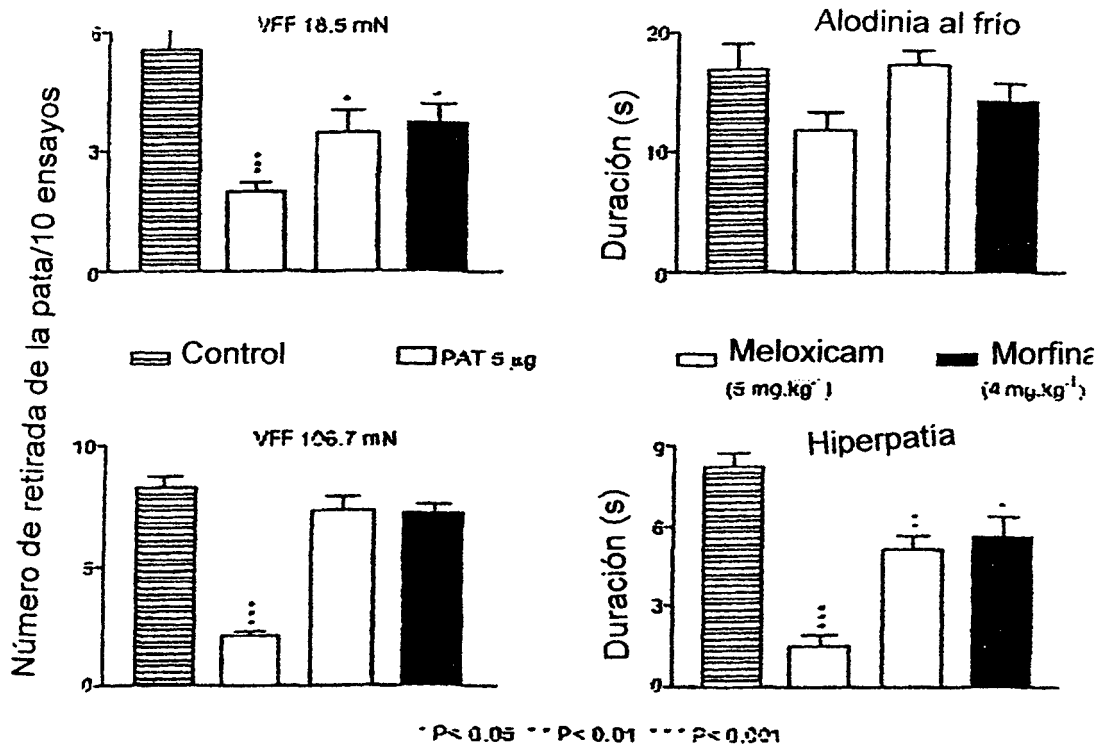 Número de retirada de la pata/10 ensayos
VFF 18.5 mN
6
3
0
Alodinia al frío
Duración (s)
20
10
0
Control
PAT 5 µg
Meloxicam
(5 mg.kg⁻¹)
Morfina
(4 mg.kg⁻¹)
VFF 106.7 mN
10
5
0
Hiperpatía
Duración (s)
9
6
3
0
* P< 0.05 ** P< 0.01 *** P< 0.001